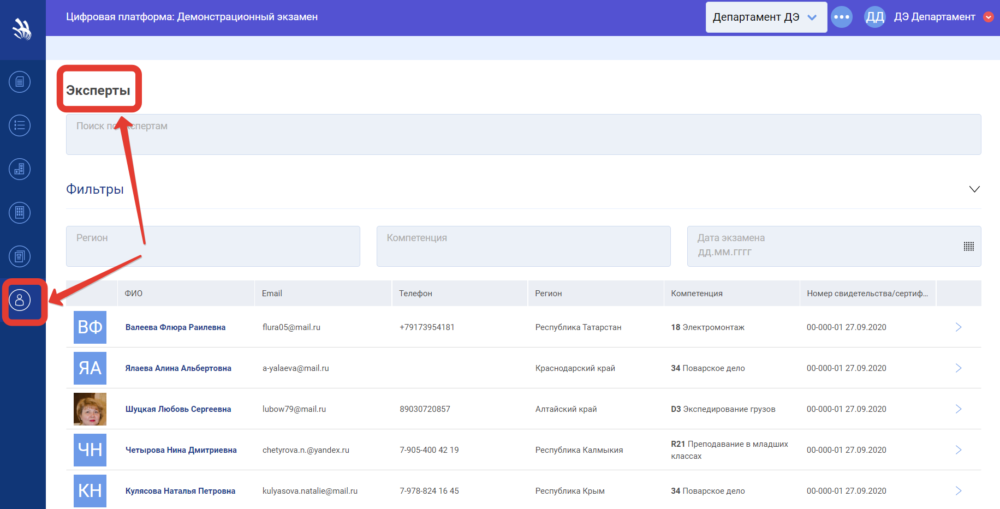 Цифровая платформа: Демонстрационный экзамен
Департамент ДЭ
ДД
ДЭ Департамент
Эксперты
Поиск по экспертам
Фильтры
Регион
Компетенция
Дата экзамена
дд.мм.гггг
ФИО Email Телефон Регион Компетенция Номер свидетельства/сертиф...
ВФ Валеева Флюра Раилевна flura05@mail.ru +79173954181 Республика Татарстан 18 Электромонтаж 00-000-01 27.09.2020
ЯА Ялаева Алина Альбертовна a-yalaeva@mail.ru Краснодарский край 34 Поварское дело 00-000-01 27.09.2020
Шуцкая Любовь Сергеевна lubow79@mail.ru 89030720857 Алтайский край D3 Экспедирование грузов 00-000-01 27.09.2020
ЧН Четырова Нина Дмитриевна chetyrova.n.@yandex.ru 7-905-400 42 19 Республика Калмыкия R21 Преподавание в младших классах 00-000-01 27.09.2020
КН Кулясова Наталья Петровна kulyasova.natalie@mail.ru 7-978-824 16 45 Республика Крым 34 Поварское дело 00-000-01 27.09.2020